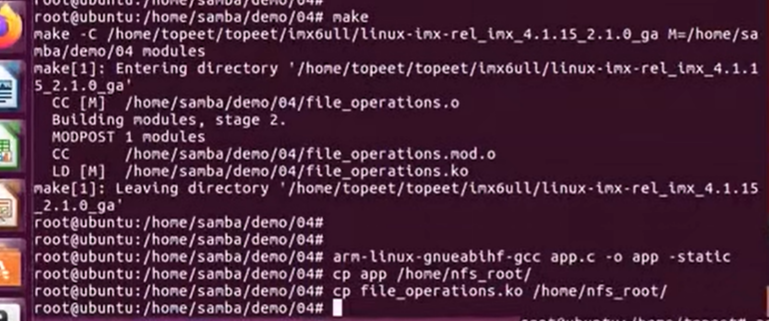 root@ubuntu:/home/samba/demo/04#
root@ubuntu:/home/samba/demo/04# make
make -C /home/topeet/topeet/imx6ull/linux-imx-rel_imx_4.1.15_2.1.0_ga M=/home/sa
mba/demo/04 modules
make[1]: Entering directory '/home/topeet/topeet/imx6ull/linux-imx-rel_imx_4.1.1
5_2.1.0_ga'
CC [M] /home/samba/demo/04/file_operations.o
Building modules, stage 2.
MODPOST 1 modules
CC /home/samba/demo/04/file_operations.mod.o
LD [M] /home/samba/demo/04/file_operations.ko
make[1]: Leaving directory '/home/topeet/topeet/imx6ull/linux-imx-rel_imx_4.1.15
_2.1.0_ga'
root@ubuntu:/home/samba/demo/04#
root@ubuntu:/home/samba/demo/04#
root@ubuntu:/home/samba/demo/04# arm-linux-gnueabihf-gcc app.c -o app -static
root@ubuntu:/home/samba/demo/04# cp app /home/nfs_root/
root@ubuntu:/home/samba/demo/04# cp file_operations.ko /home/nfs_root/
root@ubuntu:/home/samba/demo/04#